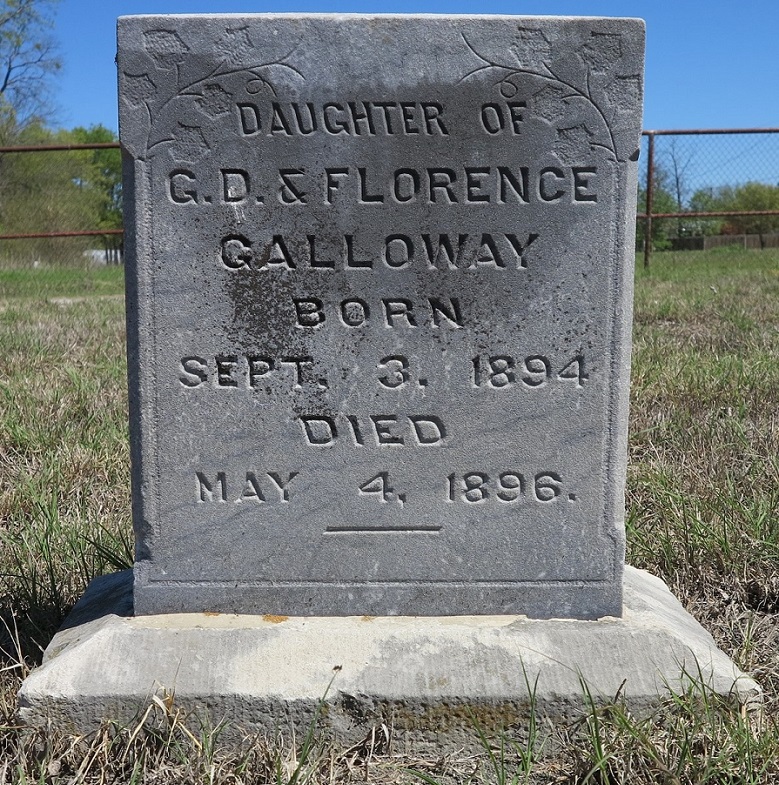 DAUGHTER OF
G.D. & FLORENCE
GALLOWAY
BORN
SEPT. 3. 1894
DIED
MAY 4, 1896.